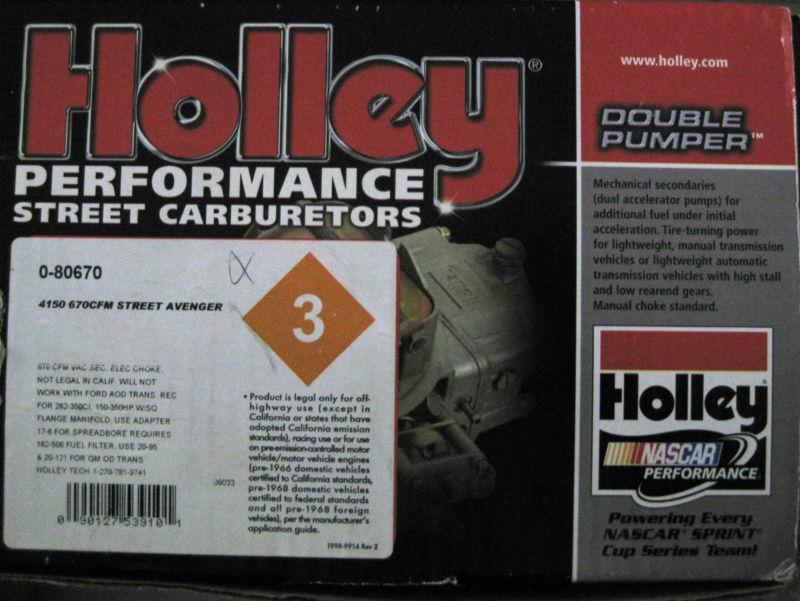 Holley®
PERFORMANCE
STREET CARBURETORS
www.holley.com
DOUBLE
PUMPER™
Mechanical secondaries
(dual accelerator pumps) for
additional fuel under initial
acceleration. Tire-turning power
for lightweight, manual transmission
vehicles or lightweight automatic
transmission vehicles with high stall
and low rearend gears.
Manual choke standard.
0-80670
4150 670CFM STREET AVENGER
3
670 CFM VAC SEC. ELEC CHOKE.
NOT LEGAL IN CALIF. WILL NOT
WORK WITH FORD AOD TRANS. REC
FOR 262-350CI, 150-350HP W/SQ
FLANGE MANIFOLD. USE ADAPTER
17-6 FOR SPREADBORE REQUIRES
162-506 FUEL FILTER. USE 20-95
& 20-121 FOR GM OD TRANS
HOLLEY TECH 1-270-781-9741
09033
0 90127 53910 1
• Product is legal only for off-
highway use (except in
California or states that have
adopted California emission
standards), racing use or for use
on pre-emission-controlled motor
vehicle/motor vehicle engines
(pre-1966 domestic vehicles
certified to California standards,
pre-1968 domestic vehicles
certified to federal standards
and all pre-1968 foreign
vehicles), per the manufacturer's
application guide.
199R-9914 Rev 2
Holley®
NASCAR
PERFORMANCE
Powering Every
NASCAR® SPRINT®
Cup Series Team!